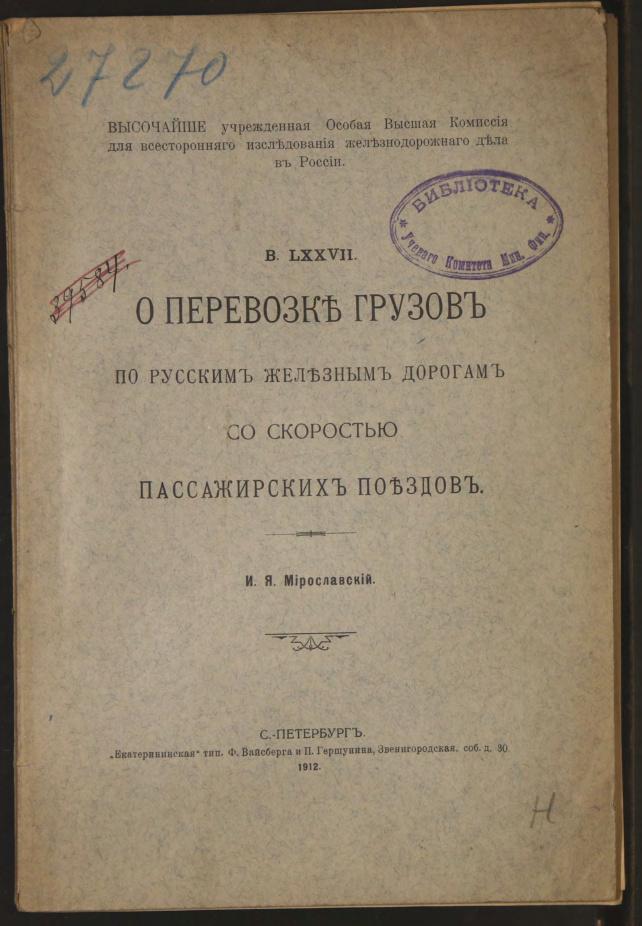 27270
ВЫСОЧАЙШЕ учрежденная Особая Высшая Комиссія
для всесторонняго изслѣдованія желѣзнодорожнаго дѣла
въ Россіи.
БИБЛІОТЕКА
* Ученаго Комитета Мин. Фин. *
В. LXXVII.
39584.
О ПЕРЕВОЗКѢ ГРУЗОВЪ
ПО РУССКИМЪ ЖЕЛѢЗНЫМЪ ДОРОГАМЪ
СО СКОРОСТЬЮ
ПАССАЖИРСКИХЪ ПОѢЗДОВЪ.
И. Я. Мірославскій.
С.-ПЕТЕРБУРГЪ.
„Екатерининская“ тип. Ф. Вайсберга и П. Гершунина, Звенигородская, соб. д. 30
1912.
Н